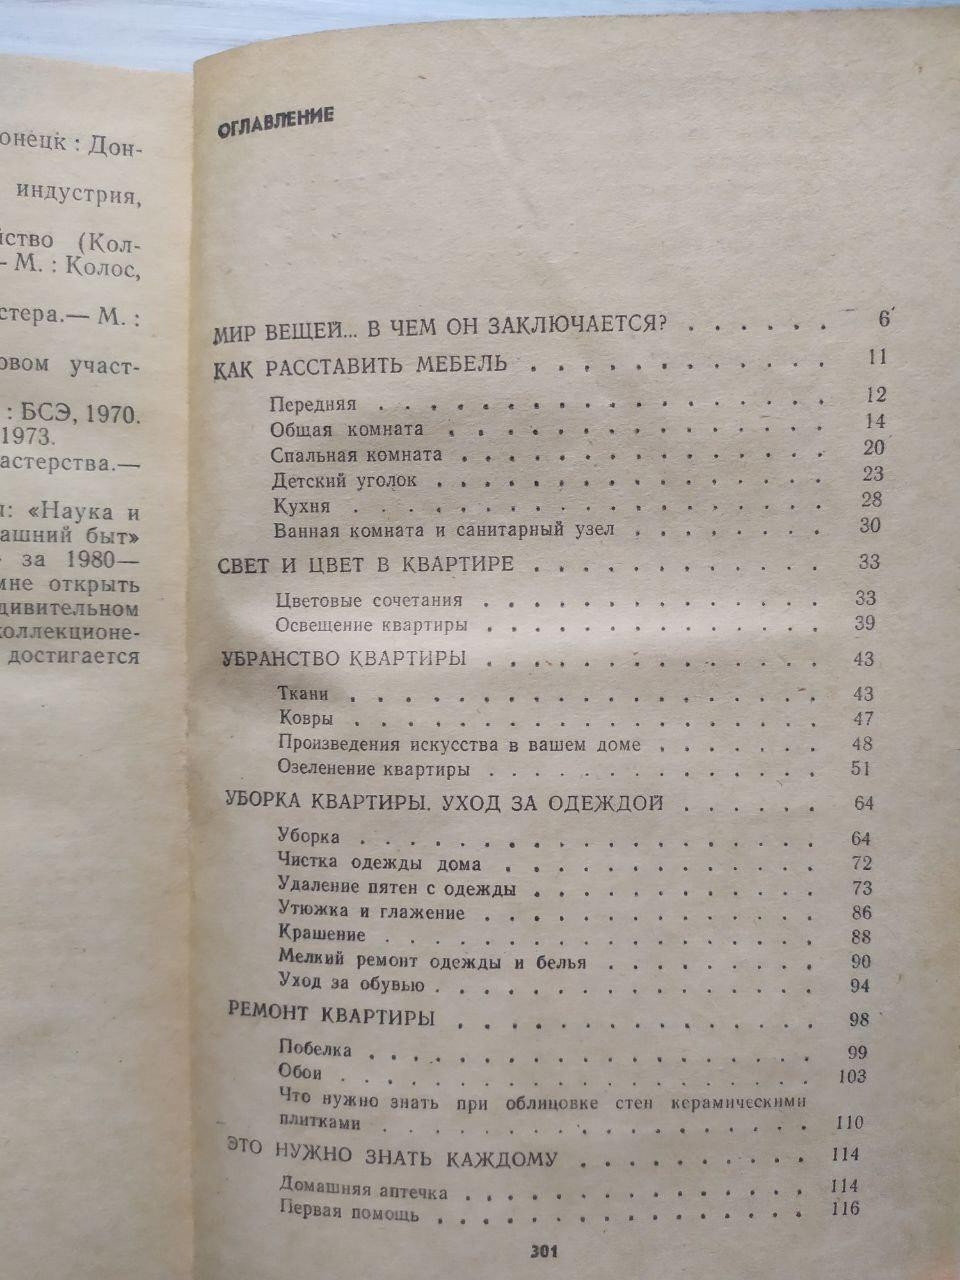 онецк : Дон-
индустрия,
йство (Кол-
— М. : Колос,
стера.— М. :
овом участ-
: БСЭ, 1970.
1973.
астерства.—
«Наука и
ашний быт»
за 1980—
мне открыть
дивительном
коллекционе-
достигается
ОГЛАВЛЕНИЕ
МИР ВЕЩЕЙ... В ЧЕМ ОН ЗАКЛЮЧАЕТСЯ? . . . . . . 6
КАК РАССТАВИТЬ МЕБЕЛЬ . . . . . . . . . . . . 11
Передняя . . . . . . . . . . . . . . . . . . 12
Общая комната . . . . . . . . . . . . . . . 14
Спальная комната . . . . . . . . . . . . . . 20
Детский уголок . . . . . . . . . . . . . . . 23
Кухня . . . . . . . . . . . . . . . . . . . 28
Ванная комната и санитарный узел . . . . . . . . 30
СВЕТ И ЦВЕТ В КВАРТИРЕ . . . . . . . . . . . . 33
Цветовые сочетания . . . . . . . . . . . . . . 33
Освещение квартиры . . . . . . . . . . . . . . 39
УБРАНСТВО КВАРТИРЫ . . . . . . . . . . . . . . 43
Ткани . . . . . . . . . . . . . . . . . . . 43
Ковры . . . . . . . . . . . . . . . . . . . 47
Произведения искусства в вашем доме . . . . . . . 48
Озеленение квартиры . . . . . . . . . . . . . . 51
УБОРКА КВАРТИРЫ. УХОД ЗА ОДЕЖДОЙ . . . . . . 64
Уборка . . . . . . . . . . . . . . . . . . . 64
Чистка одежды дома . . . . . . . . . . . . . 72
Удаление пятен с одежды . . . . . . . . . . . . 73
Утюжка и глажение . . . . . . . . . . . . . . 86
Крашение . . . . . . . . . . . . . . . . . . 88
Мелкий ремонт одежды и белья . . . . . . . . . 90
Уход за обувью . . . . . . . . . . . . . . . . 94
РЕМОНТ КВАРТИРЫ . . . . . . . . . . . . . . . 98
Побелка . . . . . . . . . . . . . . . . . . . 99
Обои . . . . . . . . . . . . . . . . . . . . 103
Что нужно знать при облицовке стен керамическими
плитками . . . . . . . . . . . . . . . . . . 110
ЭТО НУЖНО ЗНАТЬ КАЖДОМУ . . . . . . . . . . 114
Домашняя аптечка . . . . . . . . . . . . . . 114
Первая помощь . . . . . . . . . . . . . . . . 116
301